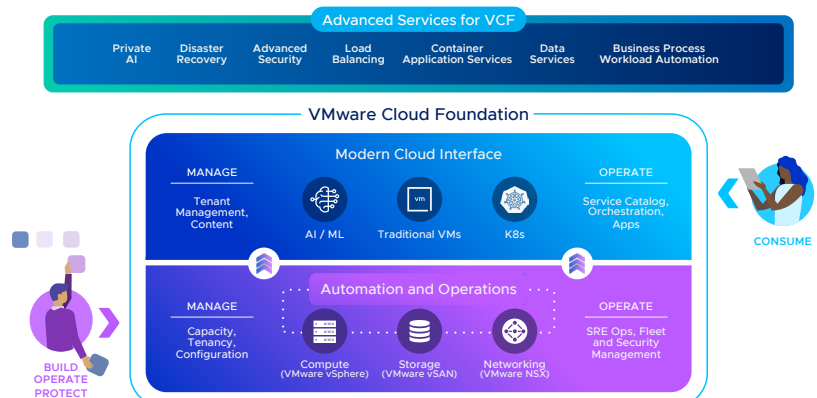 Advanced Services for VCF
Private
AI
Disaster
Recovery
Advanced
Security
Load
Balancing
Container
Application Services
Data
Services
Business Process
Workload Automation
VMware Cloud Foundation
Modern Cloud Interface
MANAGE
Tenant
Management,
Content
vm
AI / ML
Traditional VMs
K8s
OPERATE
Service Catalog,
Orchestration,
Apps
CONSUME
Automation and Operations
MANAGE
Capacity,
Tenancy,
Configuration
Compute
(VMware vSphere)
Storage
(VMware vSAN)
Networking
(VMware NSX)
OPERATE
SRE Ops, Fleet
and Security
Management
BUILD
OPERATE
PROTECT